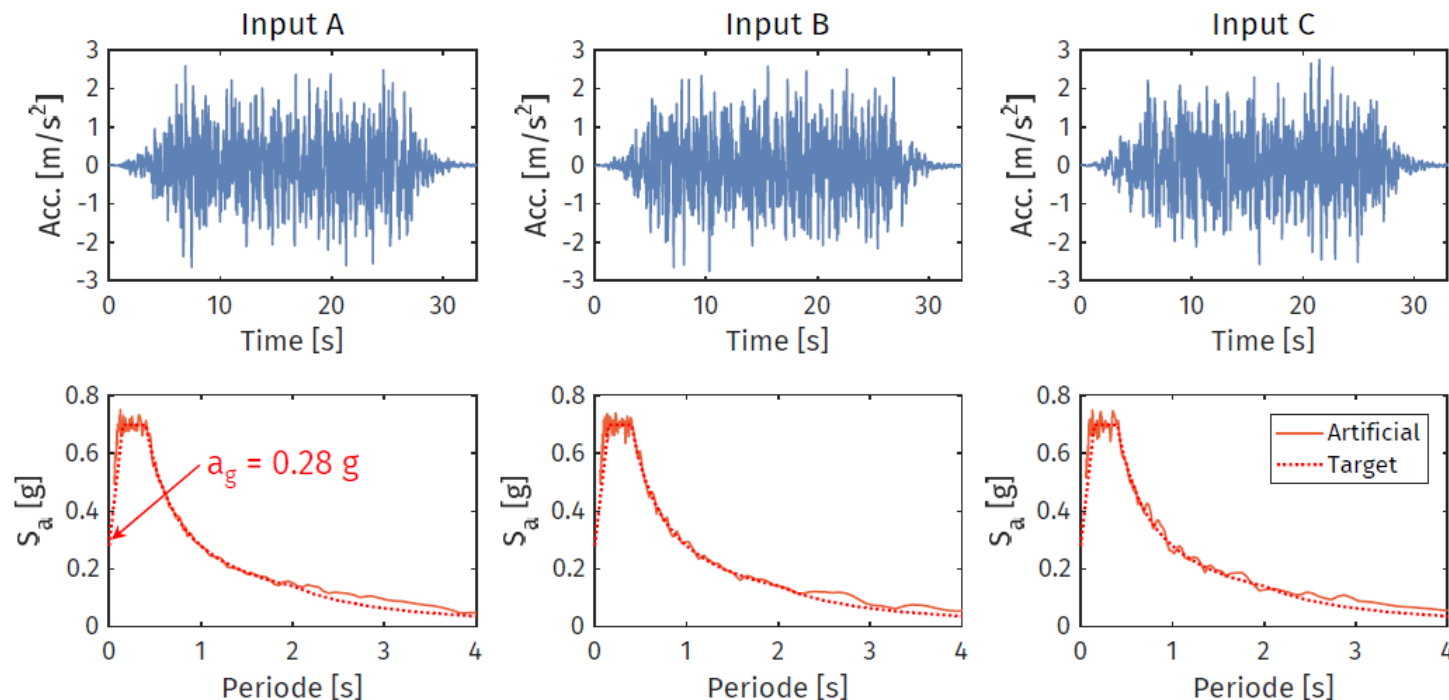 Input A
Input B
Input C
Acc. [m/s²]
3
2
1
0
-1
-2
-3
0 10 20 30
Time [s]
Acc. [m/s²]
3
2
1
0
-1
-2
-3
0 10 20 30
Time [s]
Acc. [m/s²]
3
2
1
0
-1
-2
-3
0 10 20 30
Time [s]
Sa [g]
0.8
0.6
0.4
0.2
0
ag = 0.28 g
0 1 2 3 4
Periode [s]
Sa [g]
0.8
0.6
0.4
0.2
0
0 1 2 3 4
Periode [s]
Sa [g]
0.8
0.6
0.4
0.2
0
Artificial
Target
0 1 2 3 4
Periode [s]